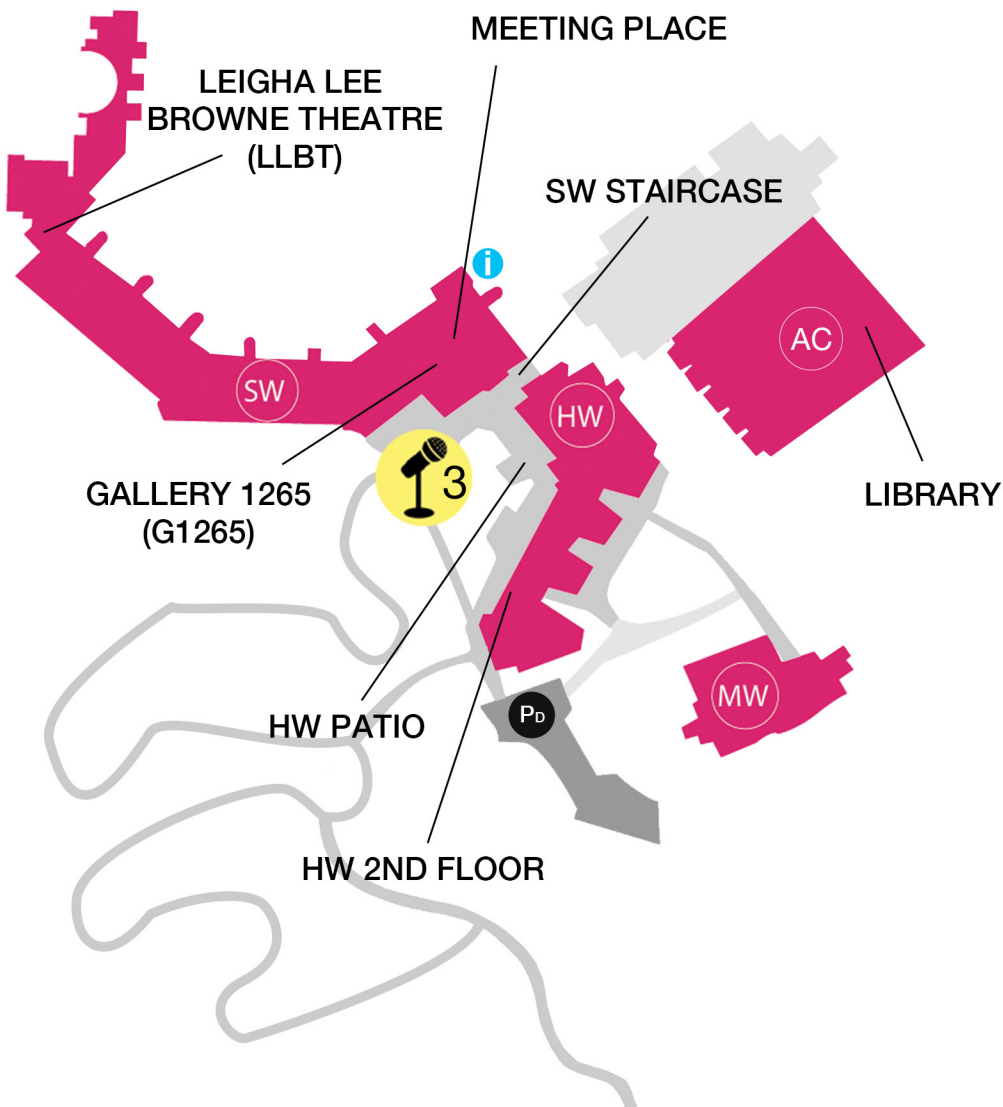 MEETING PLACE
LEIGHA LEE
BROWNE THEATRE
(LLBT)
SW STAIRCASE
i
AC
SW
HW
3
GALLERY 1265
(G1265)
LIBRARY
MW
PD
HW PATIO
HW 2ND FLOOR